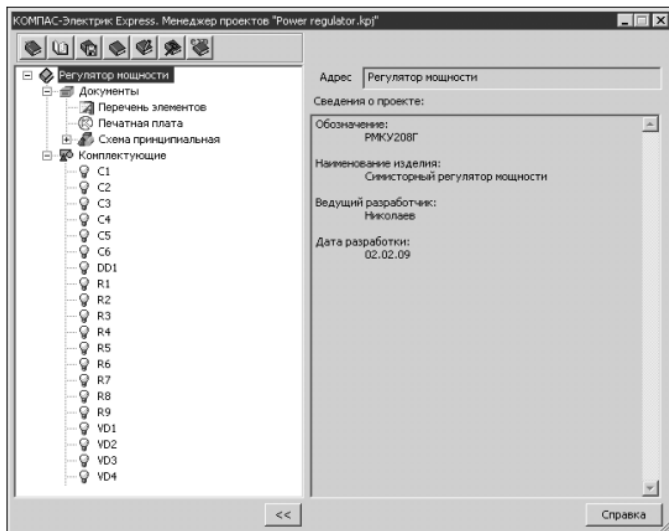 КОМПАС-Электрик Express. Менеджер проектов "Power regulator.kpj"
Регулятор мощности
Документы
Перечень элементов
Печатная плата
Схема принципиальная
Комплектующие
C1
C2
C3
C4
C5
C6
DD1
R1
R2
R3
R4
R5
R6
R7
R8
R9
VD1
VD2
VD3
VD4
<<
Адрес Регулятор мощности
Сведения о проекте:
Обозначение:
РМКУ208Г
Наименование изделия:
Симисторный регулятор мощности
Ведущий разработчик:
Николаев
Дата разработки:
02.02.09
Справка